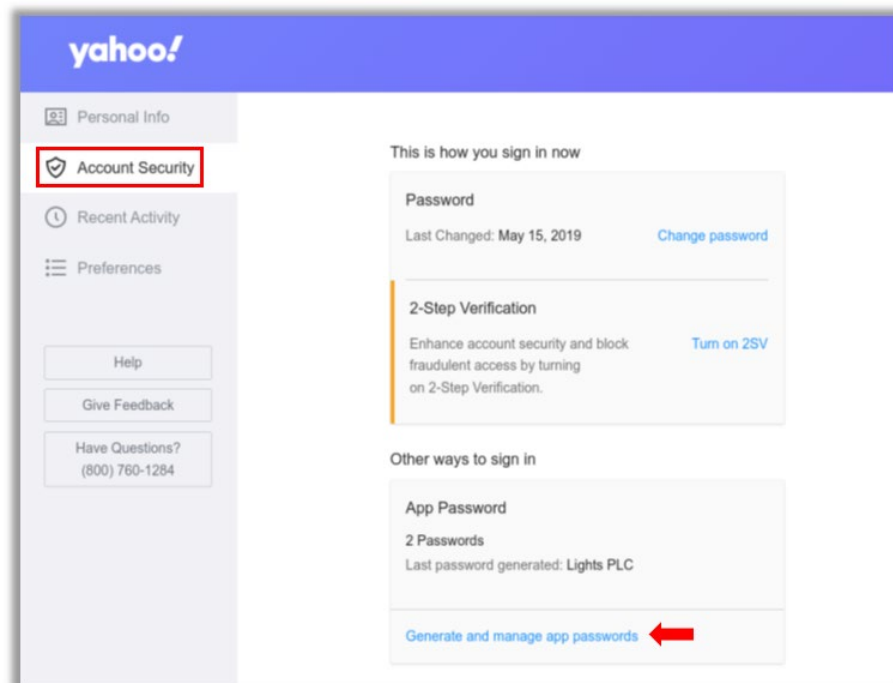 yahoo!
Personal Info
Account Security
Recent Activity
Preferences
Help
Give Feedback
Have Questions?
(800) 760-1284
This is how you sign in now
Password
Last Changed: May 15, 2019 Change password
2-Step Verification
Enhance account security and block Turn on 2SV
fraudulent access by turning
on 2-Step Verification.
Other ways to sign in
App Password
2 Passwords
Last password generated: Lights PLC
Generate and manage app passwords